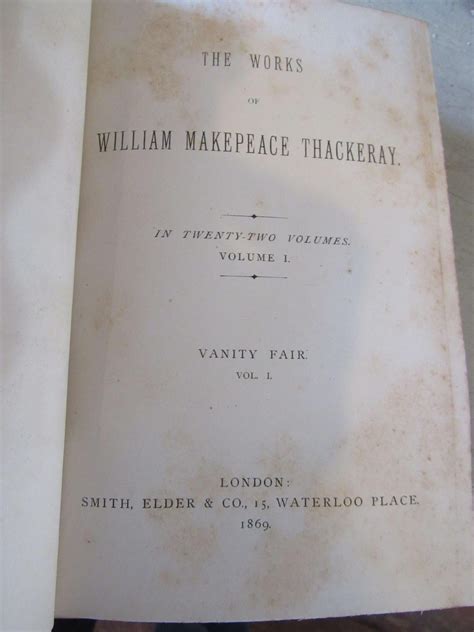 THE WORKS
OF
WILLIAM MAKEPEACE THACKERAY.
IN TWENTY-TWO VOLUMES.
VOLUME I.
VANITY FAIR.
VOL. I.
LONDON:
SMITH, ELDER & CO., 15, WATERLOO PLACE.
1869.